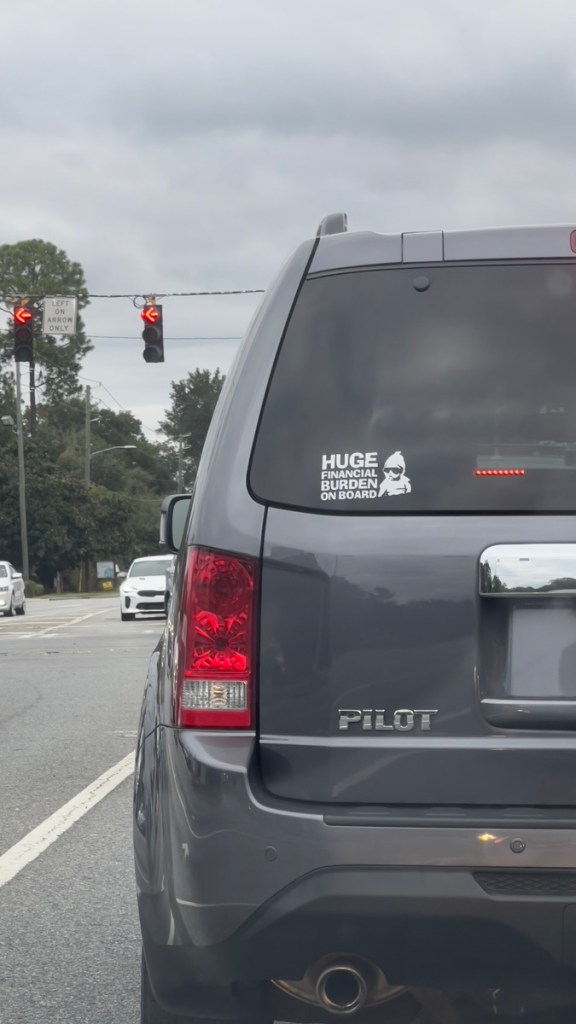 LEFT
ON
ARROW
ONLY
HUGE
FINANCIAL
BURDEN
ON BOARD
PILOT